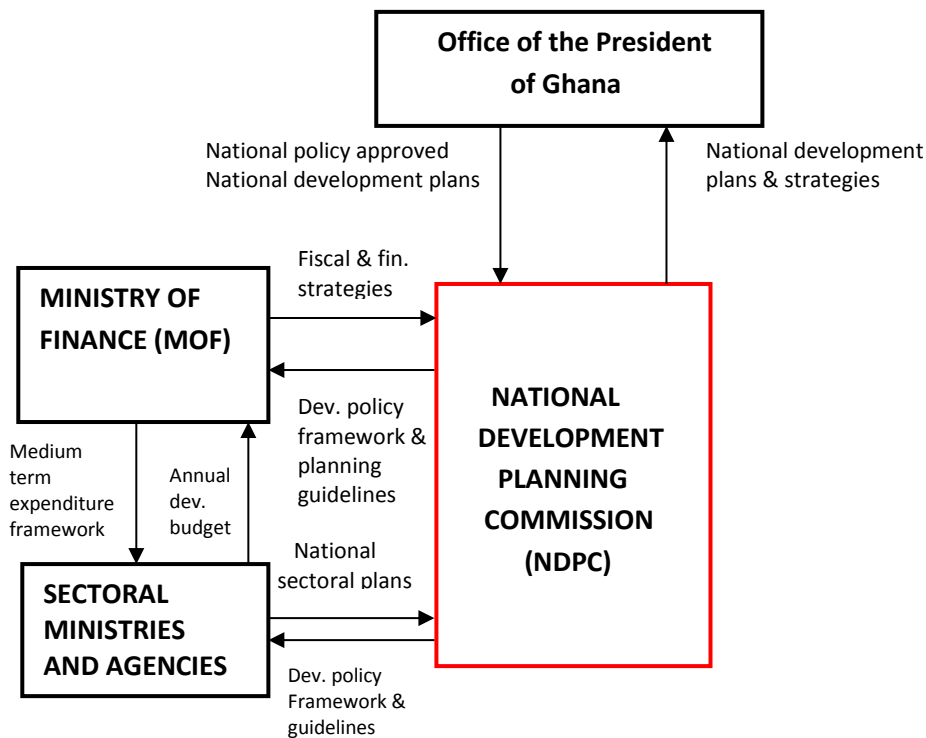 Office of the President
of Ghana
National policy approved
National development plans
National development
plans & strategies
Fiscal & fin.
strategies
MINISTRY OF
FINANCE (MOF)
Dev. policy
framework &
planning
guidelines
NATIONAL
DEVELOPMENT
PLANNING
COMMISSION
(NDPC)
Medium
term
expenditure
framework
Annual
dev.
budget
National
sectoral plans
SECTORAL
MINISTRIES
AND AGENCIES
Dev. policy
Framework &
guidelines